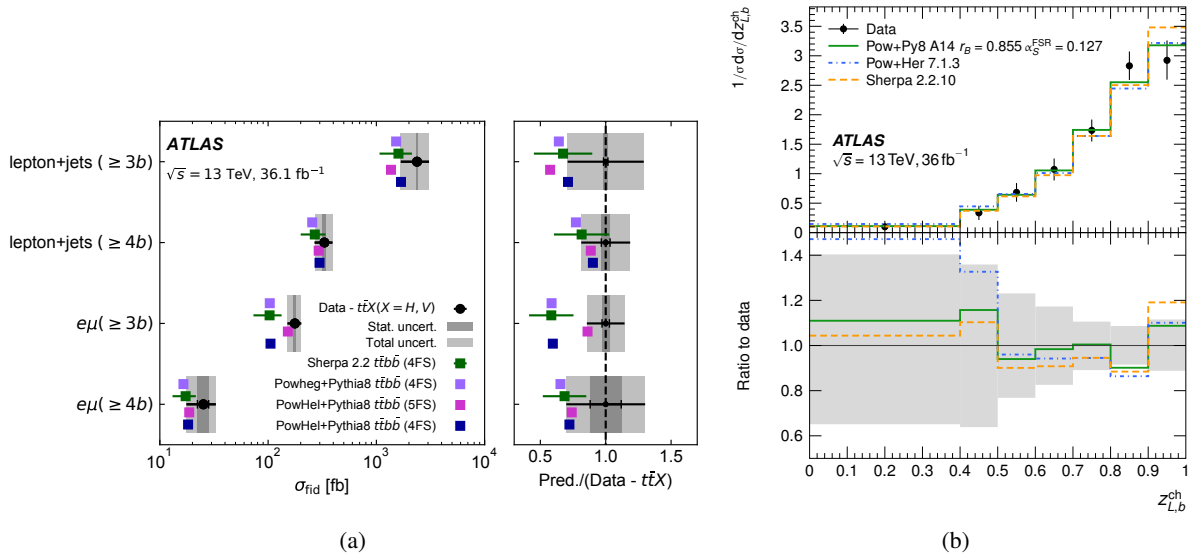 ATLAS
√s = 13 TeV, 36.1 fb⁻¹
lepton+jets ( ≥ 3b)
lepton+jets ( ≥ 4b)
eμ( ≥ 3b)
eμ( ≥ 4b)
Data - tt̄X(X = H, V)
Stat. uncert.
Total uncert.
Sherpa 2.2 tt̄bb̄ (4FS)
Powheg+Pythia8 tt̄bb̄ (4FS)
PowHel+Pythia8 tt̄bb̄ (5FS)
PowHel+Pythia8 tt̄bb̄ (4FS)
10¹ 10² 10³ 10⁴
σ_fid [fb]
0.5 1.0 1.5
Pred./(Data - tt̄X)
(a)
1/σ dσ/dz^ch_L,b
3.5
3
2.5
2
1.5
1
0.5
0
Data
Pow+Py8 A14 r_B = 0.855 α_S^FSR = 0.127
Pow+Her 7.1.3
Sherpa 2.2.10
ATLAS
√s = 13 TeV, 36 fb⁻¹
Ratio to data
1.4
1.2
1.0
0.8
0.6
0 0.1 0.2 0.3 0.4 0.5 0.6 0.7 0.8 0.9 1
z^ch_L,b
(b)